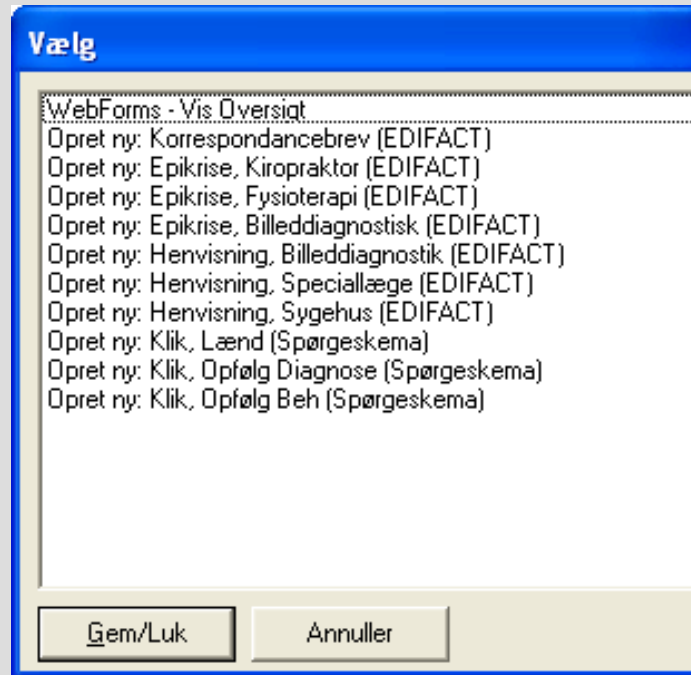 Vælg
WebForms - Vis Oversigt
Opret ny: Korrespondancebrev (EDIFACT)
Opret ny: Epikrise, Kiropraktor (EDIFACT)
Opret ny: Epikrise, Fysioterapi (EDIFACT)
Opret ny: Epikrise, Billeddiagnostisk (EDIFACT)
Opret ny: Henvisning, Billeddiagnostik (EDIFACT)
Opret ny: Henvisning, Speciallæge (EDIFACT)
Opret ny: Henvisning, Sygehus (EDIFACT)
Opret ny: Klik, Lænd (Spørgeskema)
Opret ny: Klik, Opfølg Diagnose (Spørgeskema)
Opret ny: Klik, Opfølg Beh (Spørgeskema)
Gem/Luk Annuller